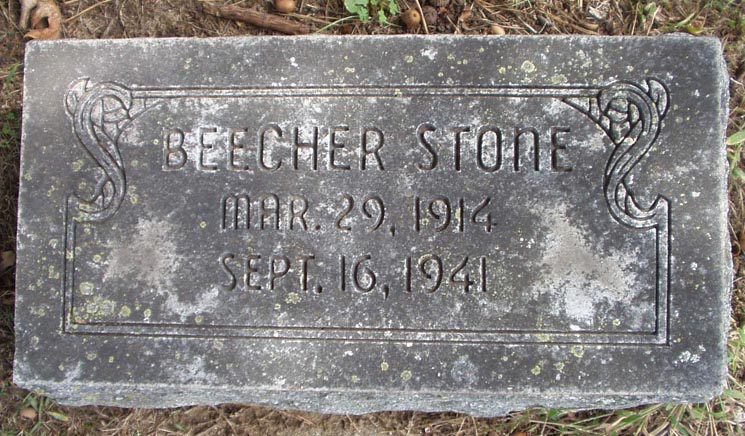 BEECHER STONE
MAR. 29, 1914
SEPT. 16, 1941